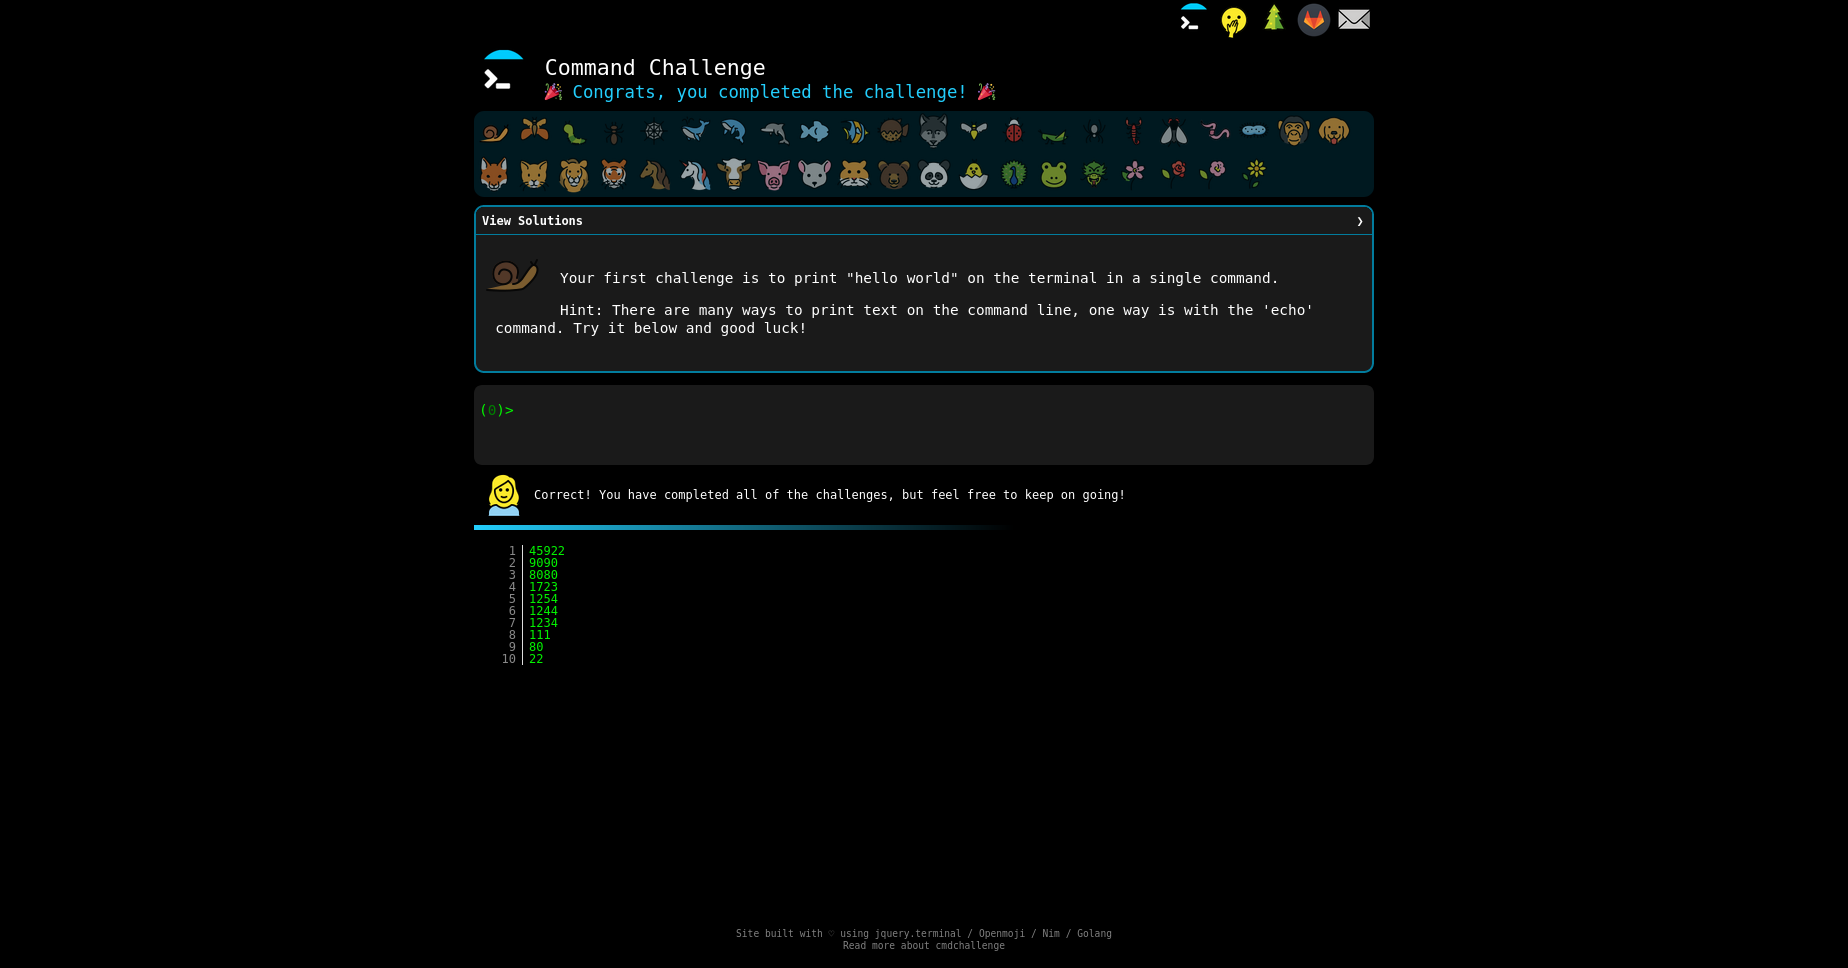 Command Challenge
🎉 Congrats, you completed the challenge! 🎉
View Solutions ❯
Your first challenge is to print "hello world" on the terminal in a single command.
Hint: There are many ways to print text on the command line, one way is with the 'echo'
command. Try it below and good luck!
(0)>
Correct! You have completed all of the challenges, but feel free to keep on going!
1 45922
2 9090
3 8080
4 1723
5 1254
6 1244
7 1234
8 111
9 80
10 22
Site built with ♡ using jquery.terminal / Openmoji / Nim / Golang
Read more about cmdchallenge